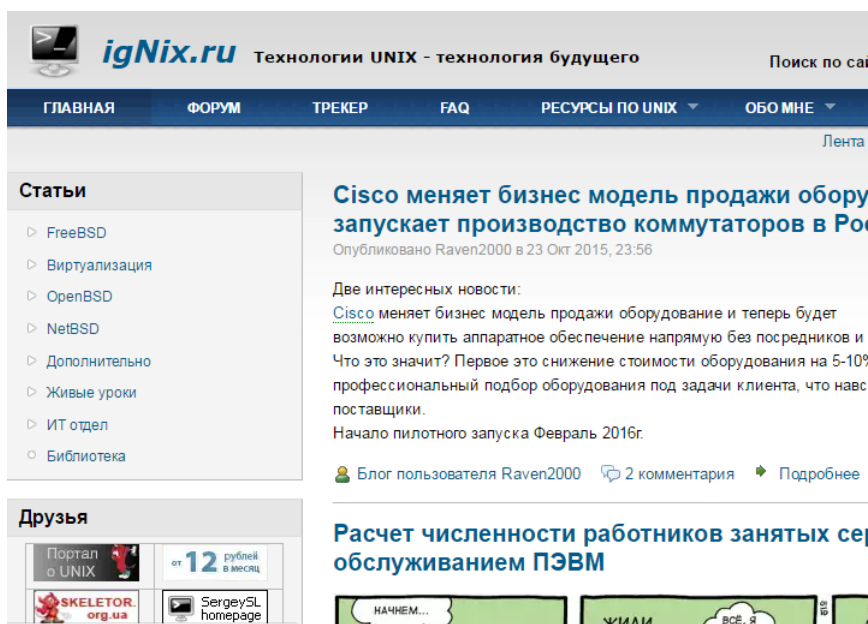 igNix.ru Технологии UNIX - технология будущего
Поиск по сай
ГЛАВНАЯ ФОРУМ ТРЕКЕР FAQ РЕСУРСЫ ПО UNIX ОБО МНЕ
Лента
Статьи
FreeBSD
Виртуализация
OpenBSD
NetBSD
Дополнительно
Живые уроки
ИТ отдел
Библиотека
Друзья
Портал
о UNIX
от 12 рублей
в месяц
SKELETOR.
org.ua
SergeySL
homepage
Cisco меняет бизнес модель продажи обору
запускает производство коммутаторов в Рос
Опубликовано Raven2000 в 23 Окт 2015, 23:56
Две интересных новости:
Cisco меняет бизнес модель продажи оборудование и теперь будет
возможно купить аппаратное обеспечение напрямую без посредников и
Что это значит? Первое это снижение стоимости оборудования на 5-10%
профессиональный подбор оборудования под задачи клиента, что навс
поставщики.
Начало пилотного запуска Февраль 2016г.
Блог пользователя Raven2000 2 комментария Подробнее
Расчет численности работников занятых сер
обслуживанием ПЭВМ
НАЧНЕМ...
ЖИЛИ
ВСЁ, Я